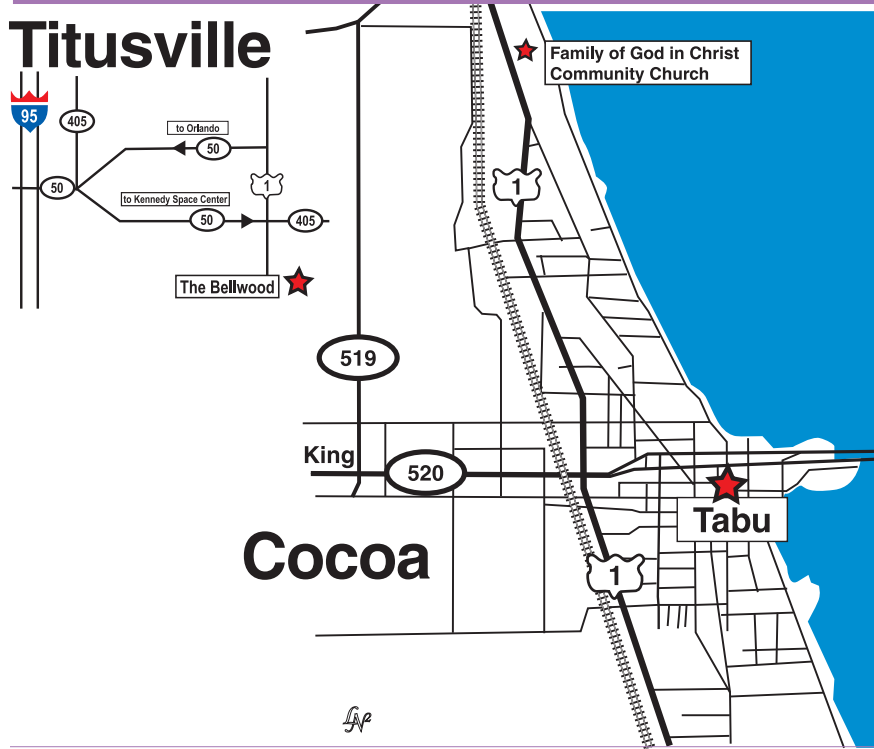 Titusville
95
405
to Orlando
50
50
1
to Kennedy Space Center
50
405
The Bellwood
Family of God in Christ
Community Church
1
519
King
520
Tabu
Cocoa
1